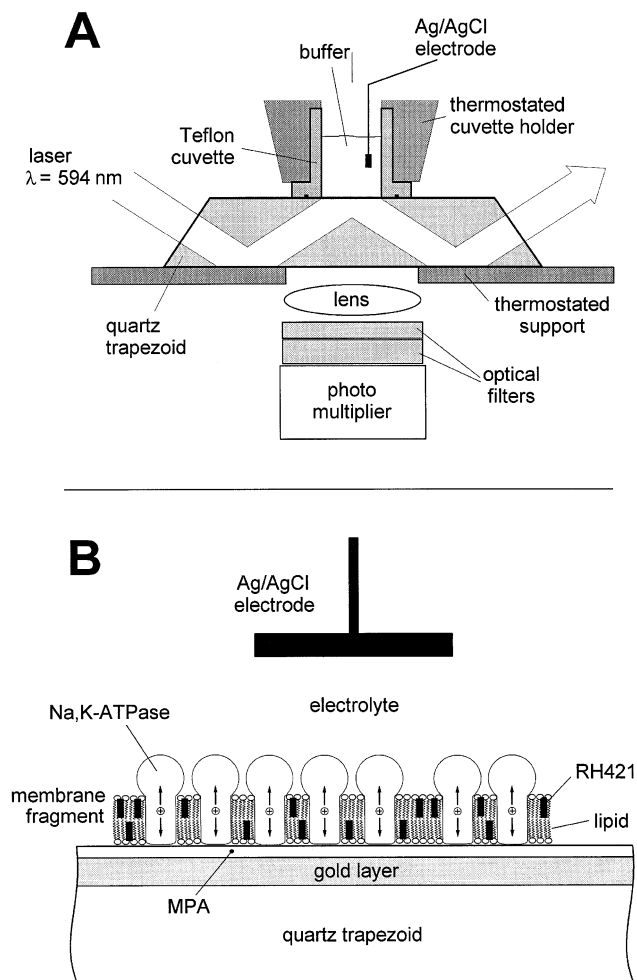 A
Ag/AgCl
electrode
buffer
thermostated
cuvette holder
Teflon
cuvette
laser
λ = 594 nm
lens
quartz
trapezoid
thermostated
support
optical
filters
photo
multiplier
B
Ag/AgCl
electrode
electrolyte
Na,K-ATPase
RH421
membrane
fragment
lipid
gold layer
MPA
quartz trapezoid